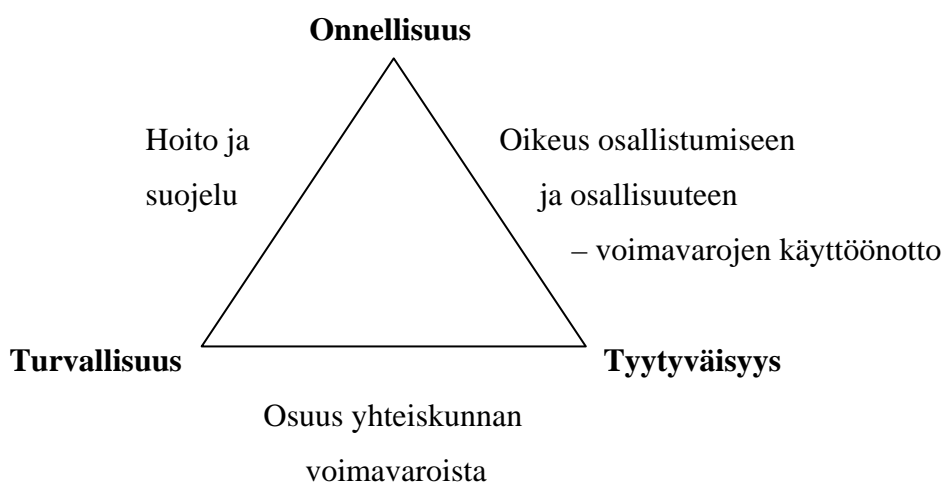 Onnellisuus
Hoito ja
suojelu
Oikeus osallistumiseen
ja osallisuuteen
– voimavarojen käyttöönotto
Turvallisuus
Tyytyväisyys
Osuus yhteiskunnan
voimavaroista